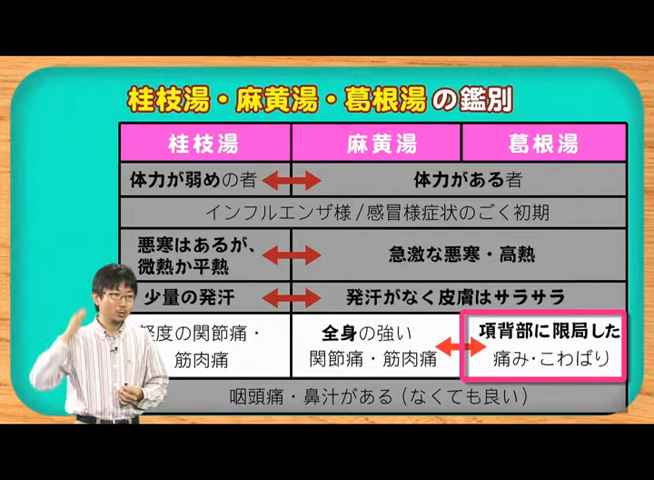 桂枝湯・麻黄湯・葛根湯の鑑別
桂枝湯 麻黄湯 葛根湯
体力が弱めの者 体力がある者
インフルエンザ様/感冒様症状のごく初期
悪寒はあるが、
微熱か平熱
急激な悪寒・高熱
少量の発汗 発汗がなく皮膚はサラサラ
軽度の関節痛・
筋肉痛
全身の強い
関節痛・筋肉痛
項背部に限局した
痛み・こわばり
咽頭痛・鼻汁がある(なくても良い)